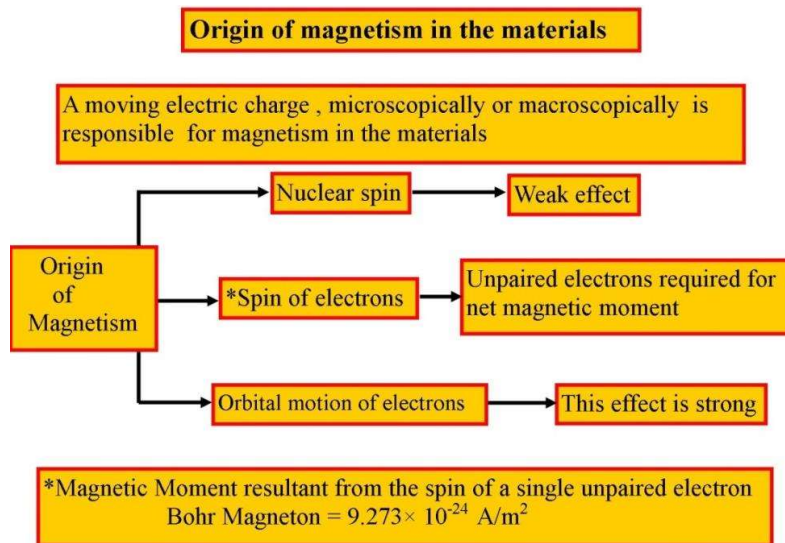 Origin of magnetism in the materials
A moving electric charge , microscopically or macroscopically is
responsible for magnetism in the materials
Nuclear spin
Weak effect
Origin
of
Magnetism
*Spin of electrons
Unpaired electrons required for
net magnetic moment
Orbital motion of electrons
This effect is strong
*Magnetic Moment resultant from the spin of a single unpaired electron
Bohr Magneton = 9.273× 10⁻²⁴ A/m²